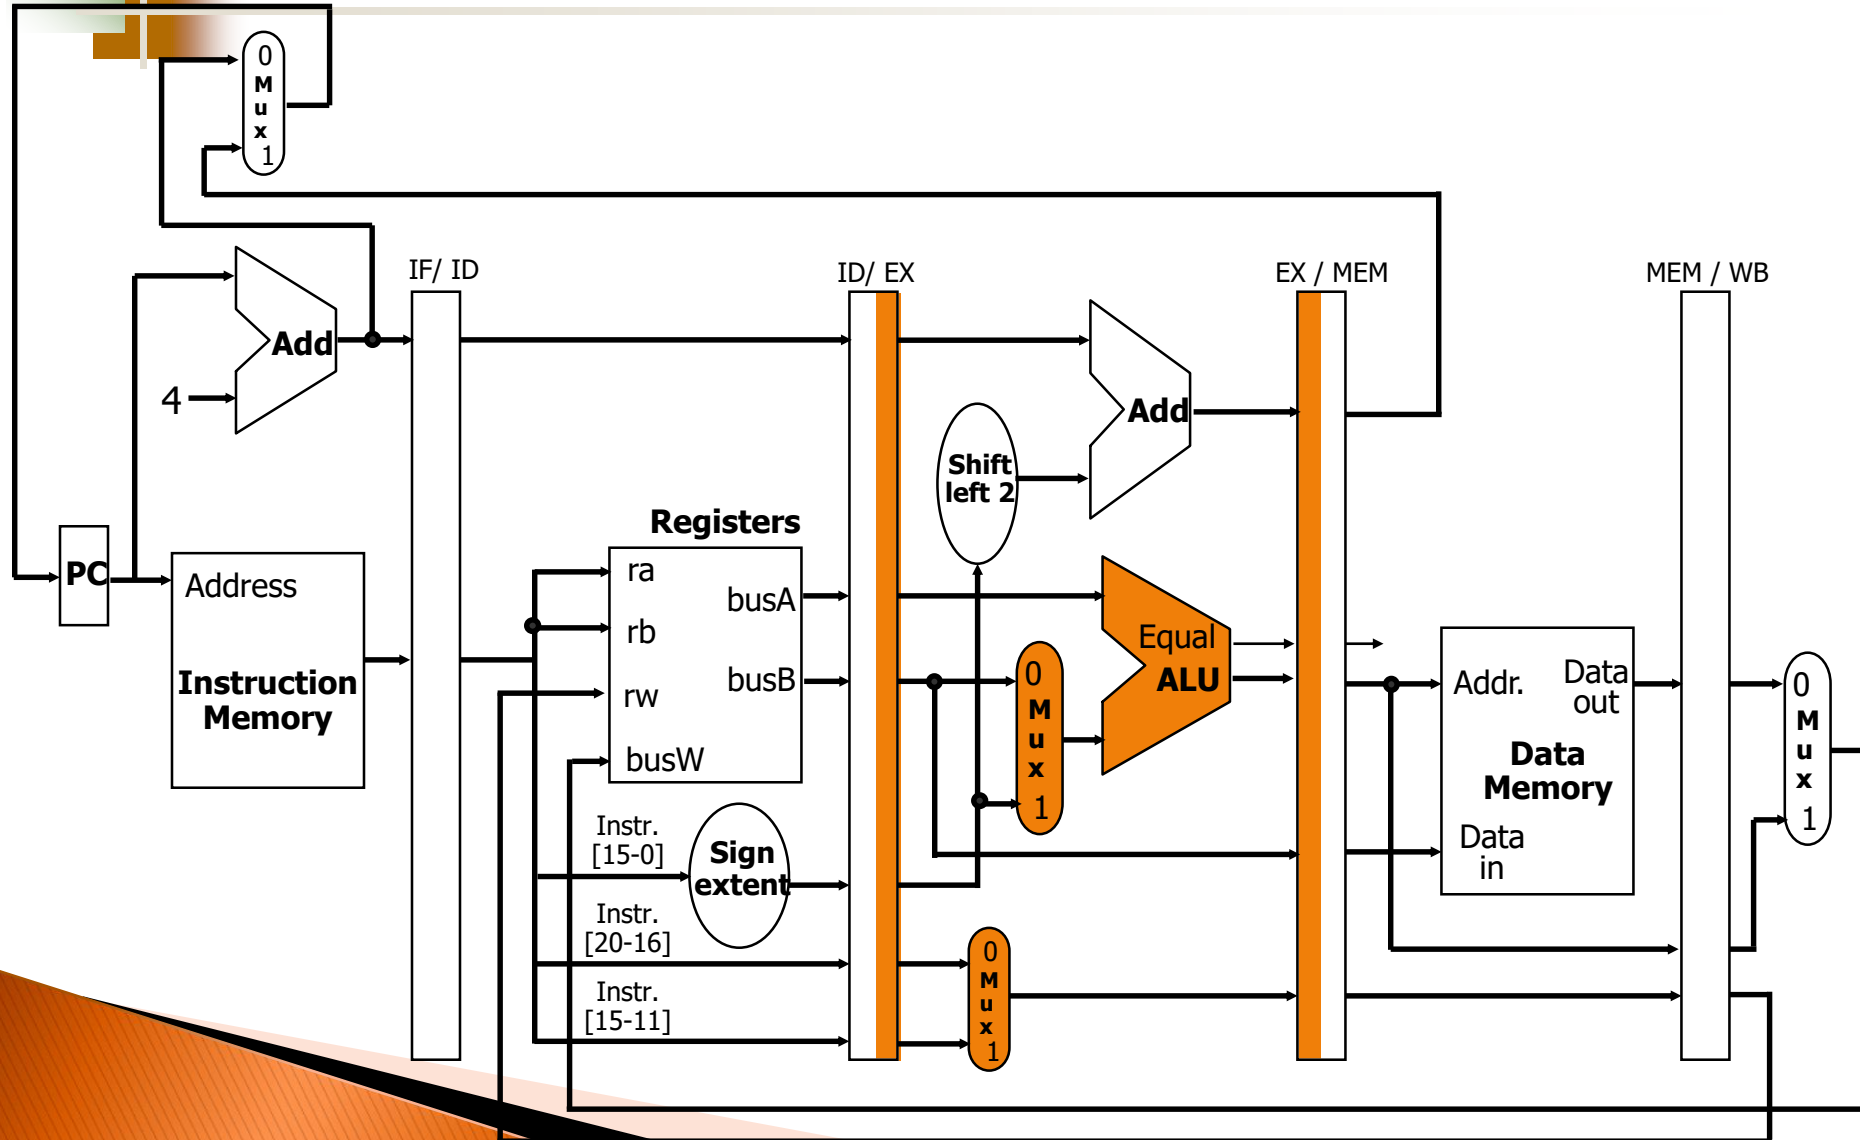 0
M
u
x
1
IF/ ID
ID/ EX
EX / MEM
MEM / WB
Add
4
Add
Shift
left 2
Registers
PC
Address
Instruction
Memory
ra
rb
rw
busW
busA
busB
0
M
u
x
1
Equal
ALU
Addr.
Data
out
Data
Memory
Data
in
0
M
u
x
1
Instr.
[15-0]
Sign
extent
Instr.
[20-16]
Instr.
[15-11]
0
M
u
x
1